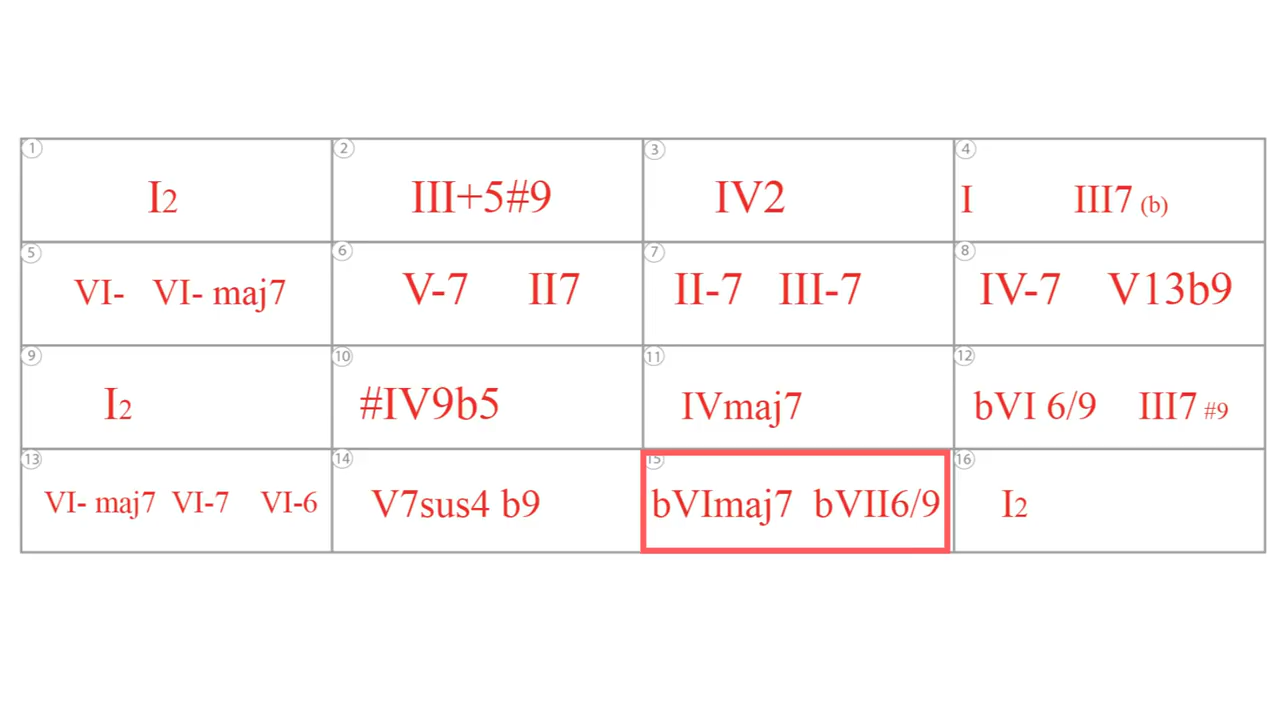 1 2 3 4
I2 III+5#9 IV2 I III7 (b)
5 6 7 8
VI- VI- maj7 V-7 II7 II-7 III-7 IV-7 V13b9
9 10 11 12
I2 #IV9b5 IVmaj7 bVI 6/9 III7 #9
13 14 15 16
VI- maj7 VI-7 VI-6 V7sus4 b9 bVImaj7 bVII6/9 I2